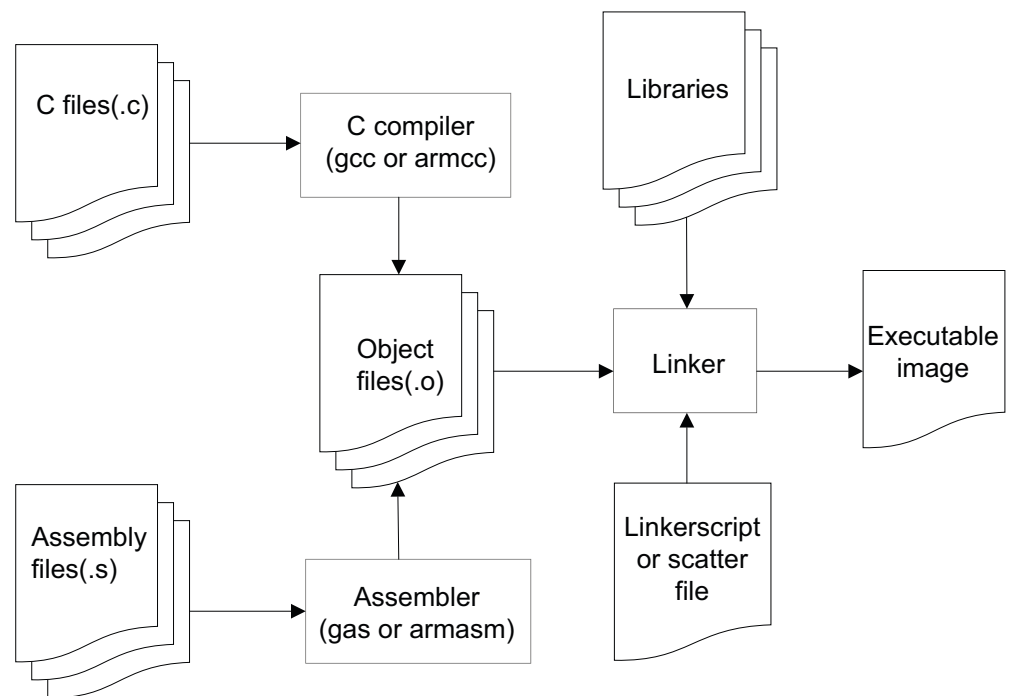 C files(.c)
C compiler
(gcc or armcc)
Libraries
Object
files(.o)
Linker
Executable
image
Assembly
files(.s)
Assembler
(gas or armasm)
Linkerscript
or scatter
file